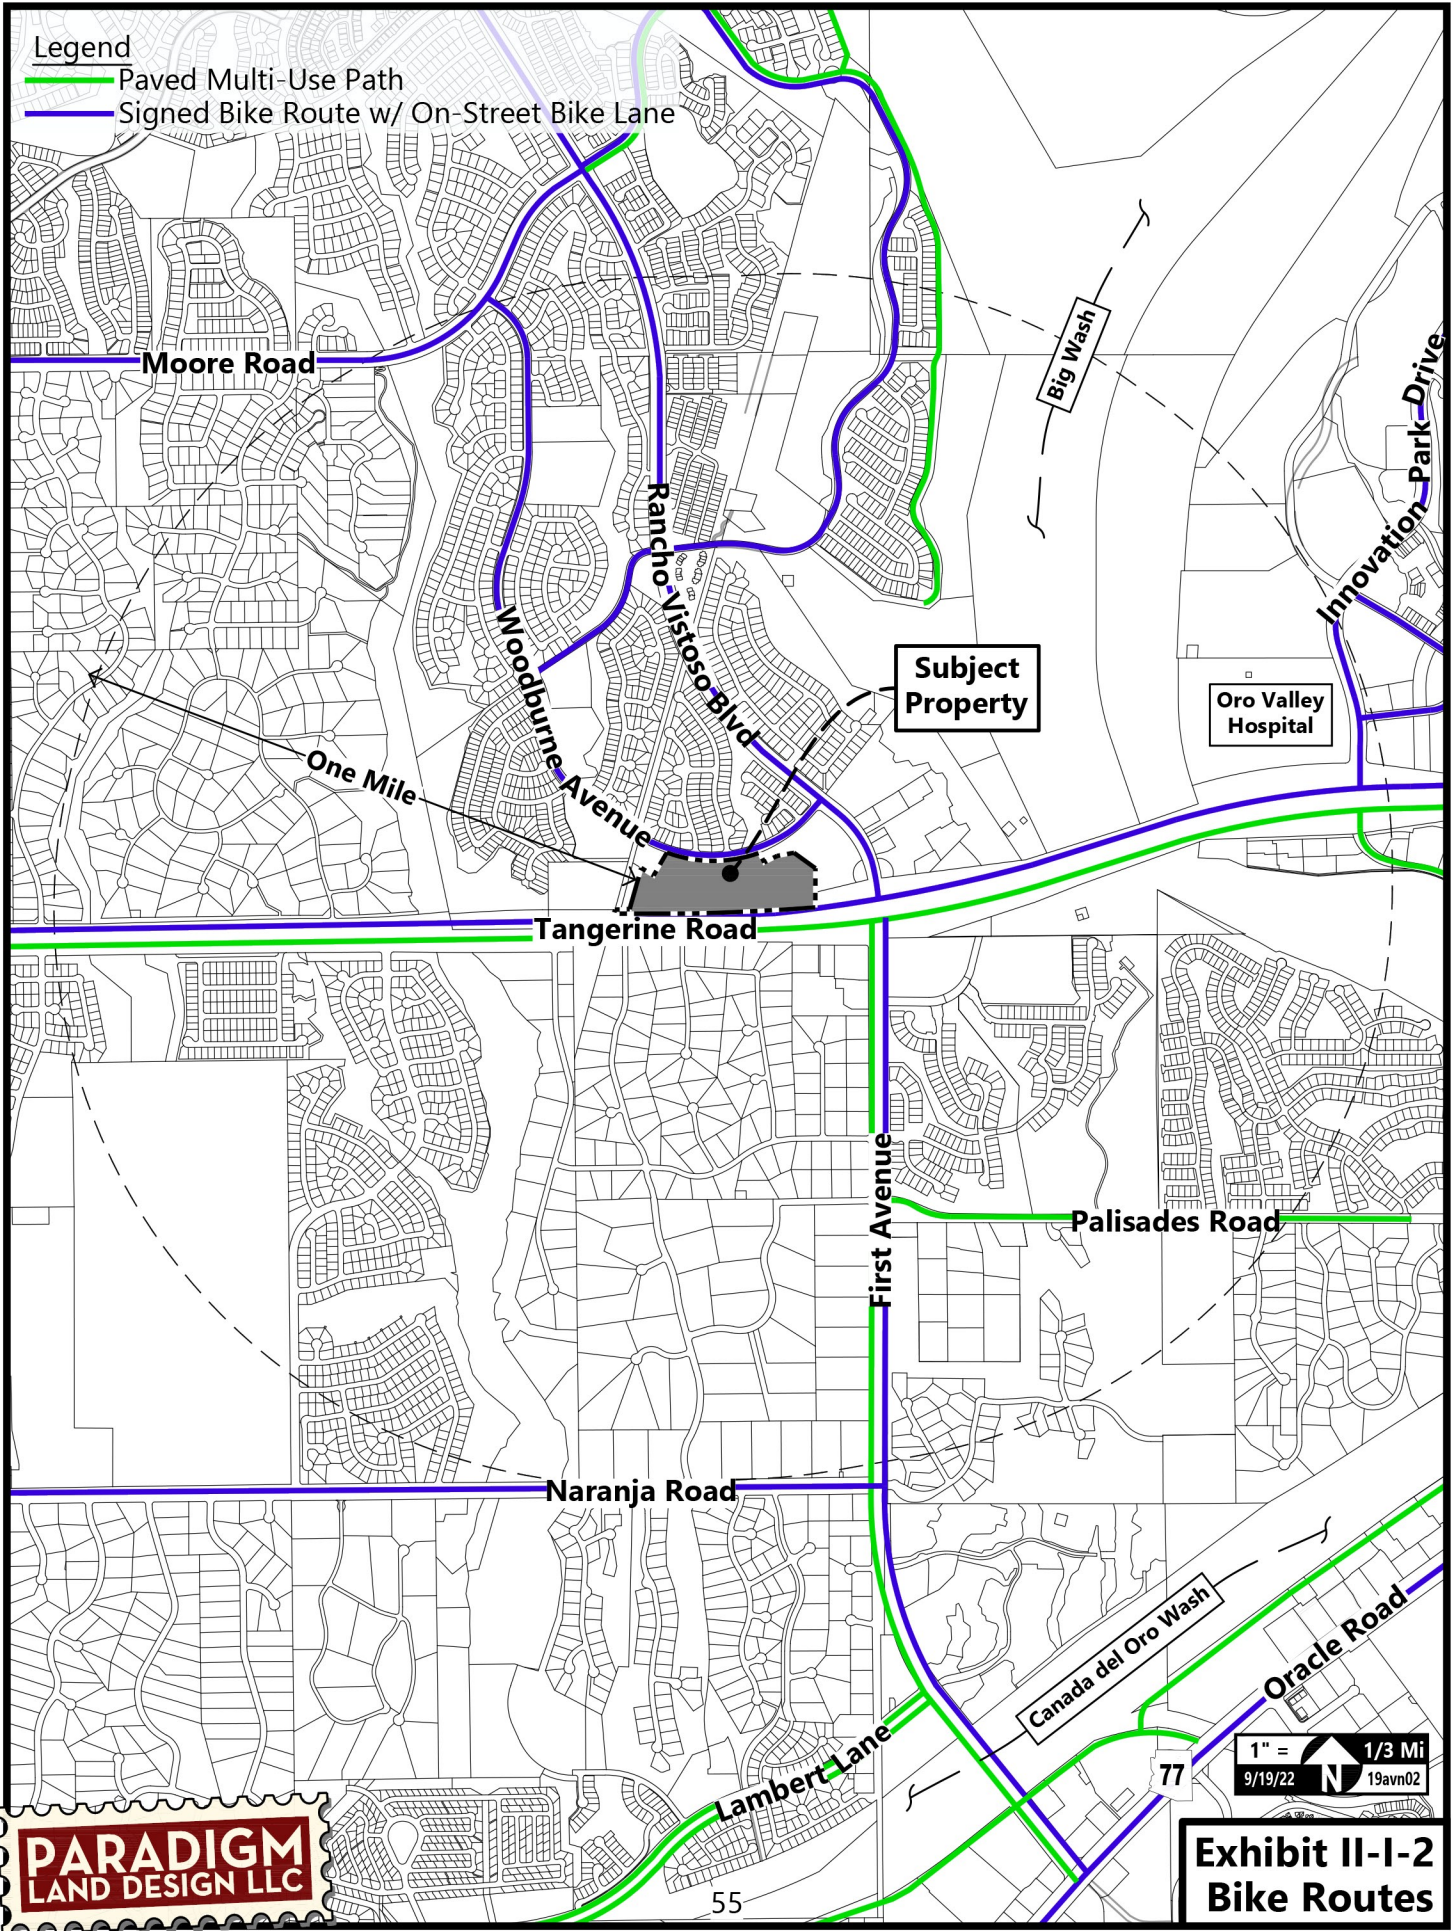 Legend
Paved Multi-Use Path
Signed Bike Route w/ On-Street Bike Lane
Moore Road
Big Wash
Innovation Park Drive
Rancho Vistoso Blvd
Woodburne Avenue
Subject
Property
Oro Valley
Hospital
One Mile
Tangerine Road
First Avenue
Palisades Road
Naranja Road
Canada del Oro Wash
Oracle Road
Lambert Lane
77
1" = 1/3 Mi
9/19/22 N 19avn02
PARADIGM
LAND DESIGN LLC
55
Exhibit II-I-2
Bike Routes